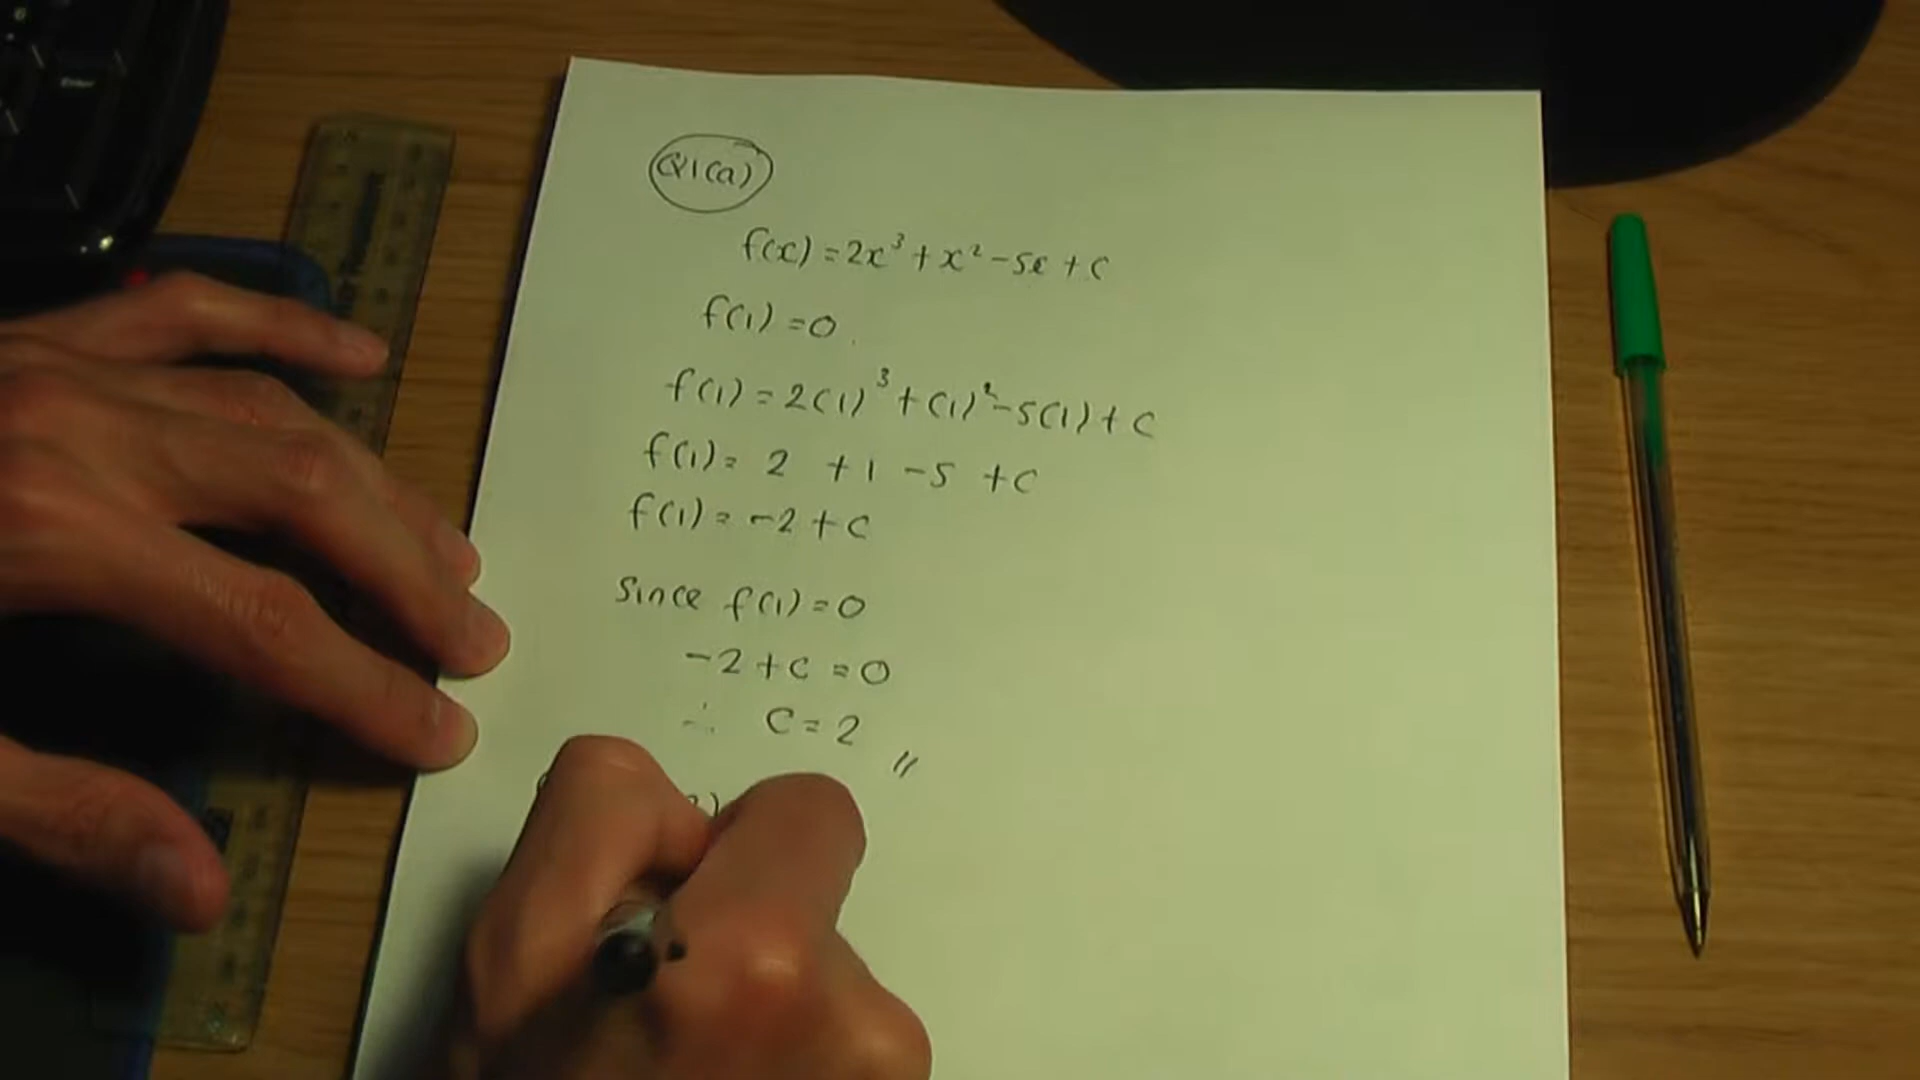 Q1(a)
f(x) = 2x³ + x² - 5x + c
f(1) = 0
f(1) = 2(1)³ + (1)² - 5(1) + c
f(1) = 2 + 1 - 5 + c
f(1) = -2 + c
Since f(1) = 0
-2 + c = 0
∴ c = 2 //